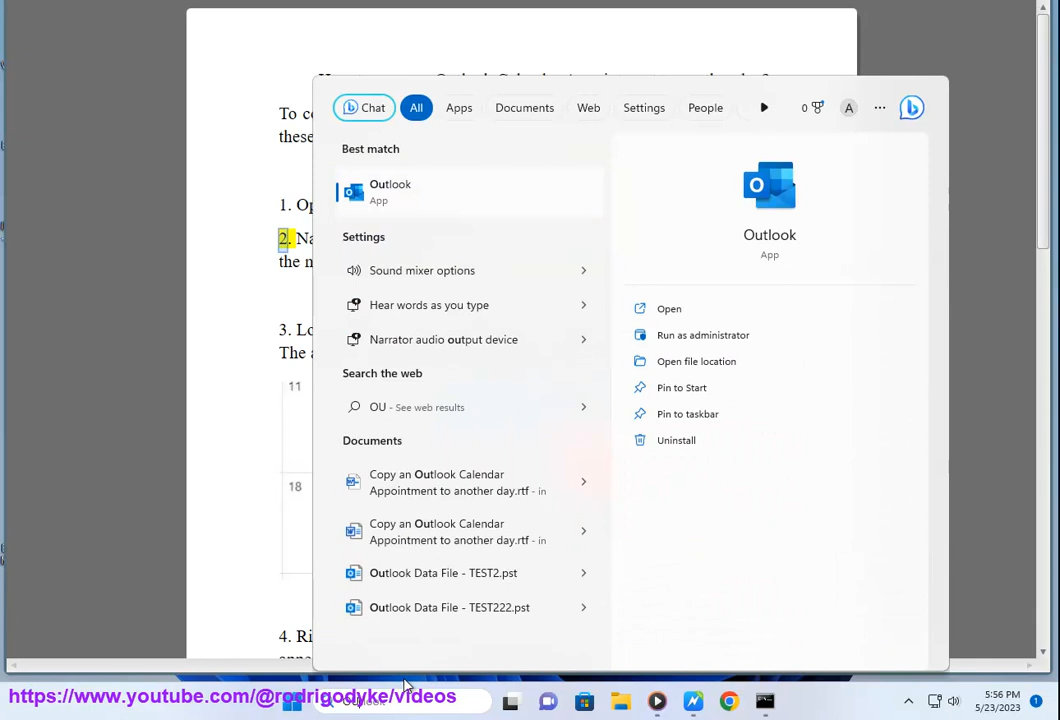 To co
these
1. Op
2. Na
the m
3. Lo
The a
11
18
4. Ri
Chat
All
Apps
Documents
Web
Settings
People
0
A
...
Best match
Outlook
App
Settings
Sound mixer options
Hear words as you type
Narrator audio output device
Search the web
OU - See web results
Documents
Copy an Outlook Calendar
Appointment to another day.rtf - in
Copy an Outlook Calendar
Appointment to another day.rtf - in
Outlook Data File - TEST2.pst
Outlook Data File - TEST222.pst
Outlook
App
Open
Run as administrator
Open file location
Pin to Start
Pin to taskbar
Uninstall
https://www.youtube.com/@rodrigodyke/videos
5:56 PM
5/23/2023
1